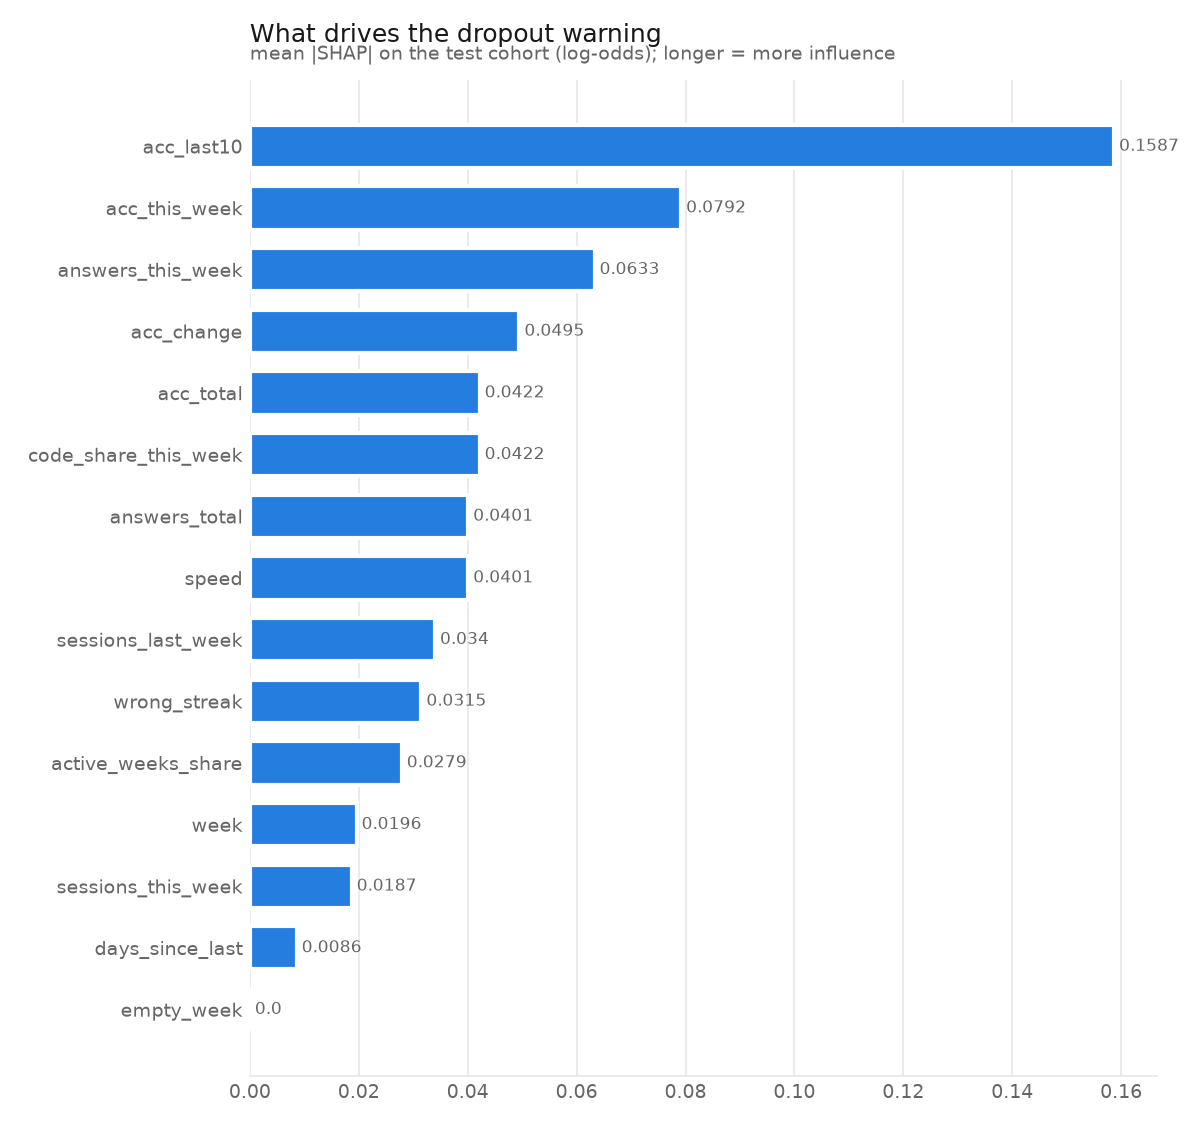 What drives the dropout warning
mean |SHAP| on the test cohort (log-odds); longer = more influence
acc_last10 0.1587
acc_this_week 0.0792
answers_this_week 0.0633
acc_change 0.0495
acc_total 0.0422
code_share_this_week 0.0422
answers_total 0.0401
speed 0.0401
sessions_last_week 0.034
wrong_streak 0.0315
active_weeks_share 0.0279
week 0.0196
sessions_this_week 0.0187
days_since_last 0.0086
empty_week 0.0
0.00 0.02 0.04 0.06 0.08 0.10 0.12 0.14 0.16